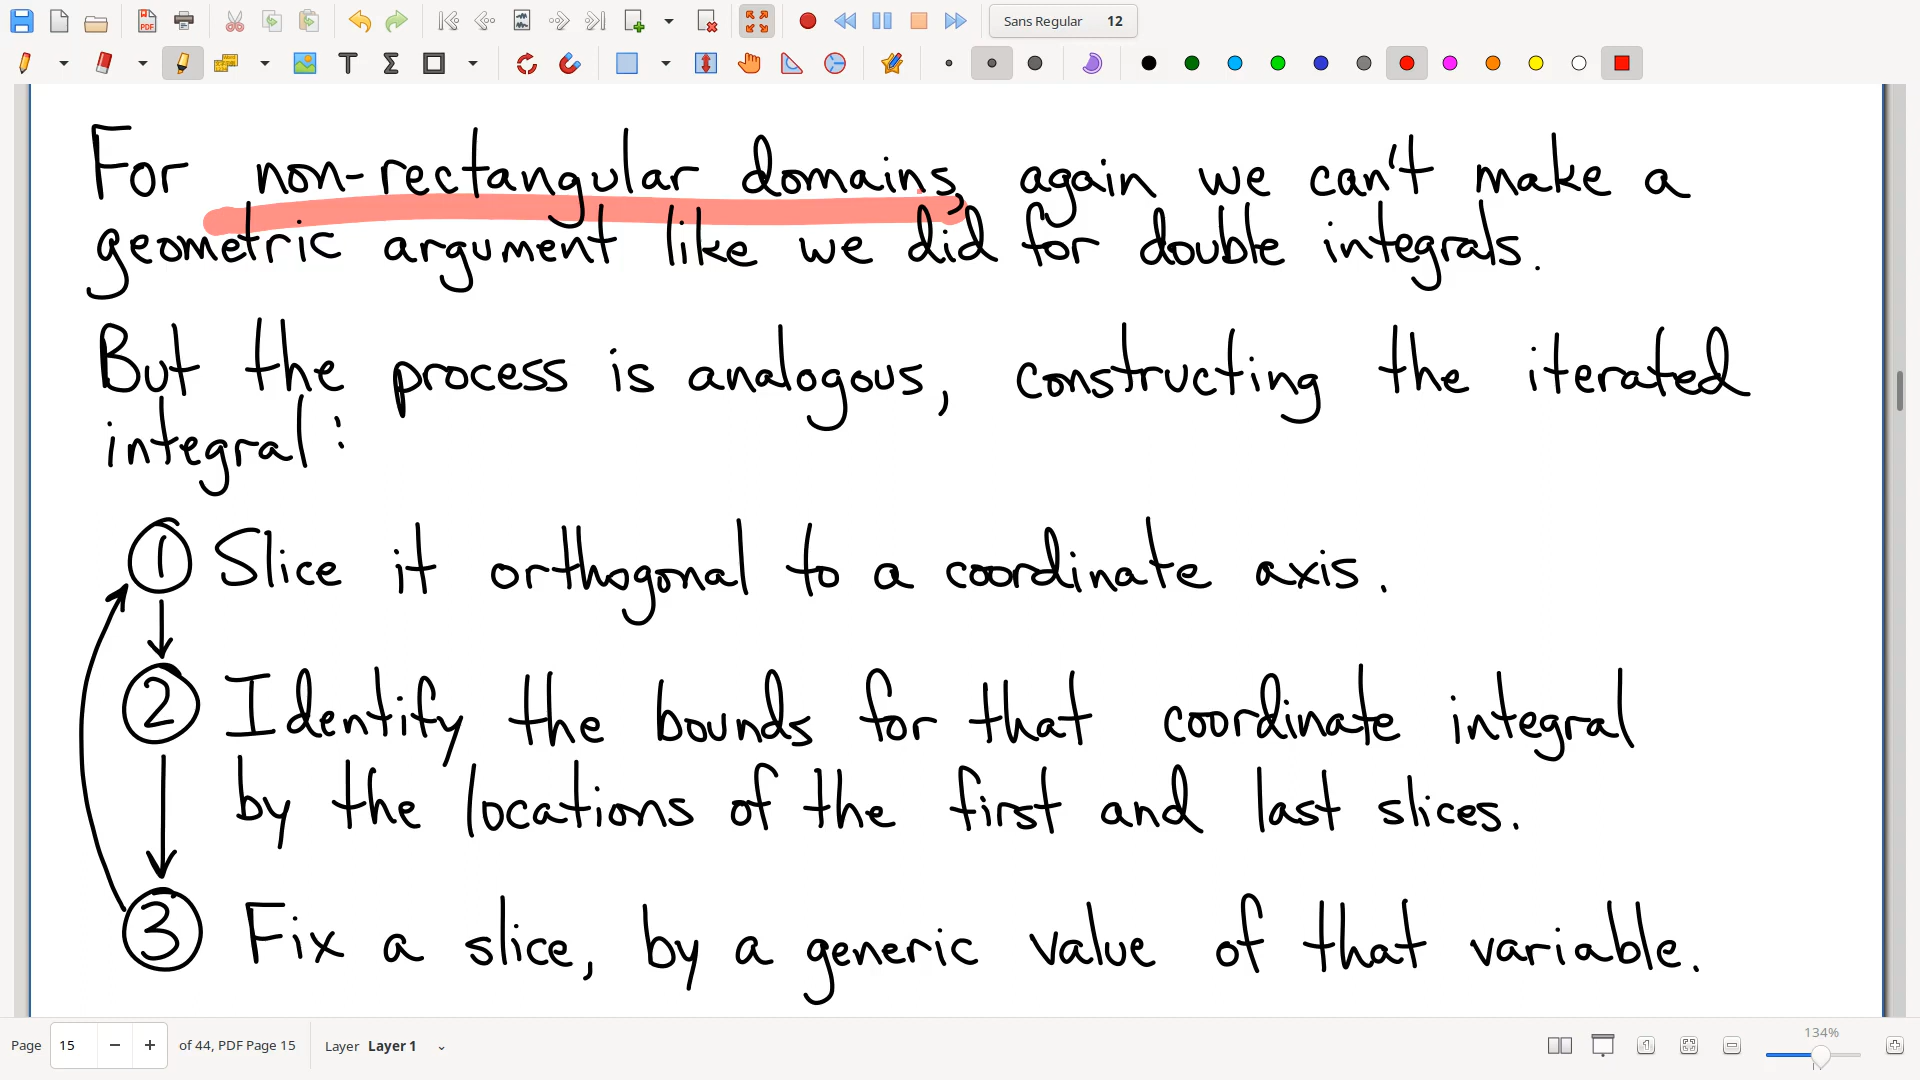 Sans Regular 12
For non-rectangular domains, again we can't make a
geometric argument like we did for double integrals.
But the process is analogous, constructing the iterated
integral:
① Slice it orthogonal to a coordinate axis.
② Identify the bounds for that coordinate integral
by the locations of the first and last slices.
③ Fix a slice, by a generic value of that variable.
Page 15 of 44, PDF Page 15 Layer Layer 1 134%